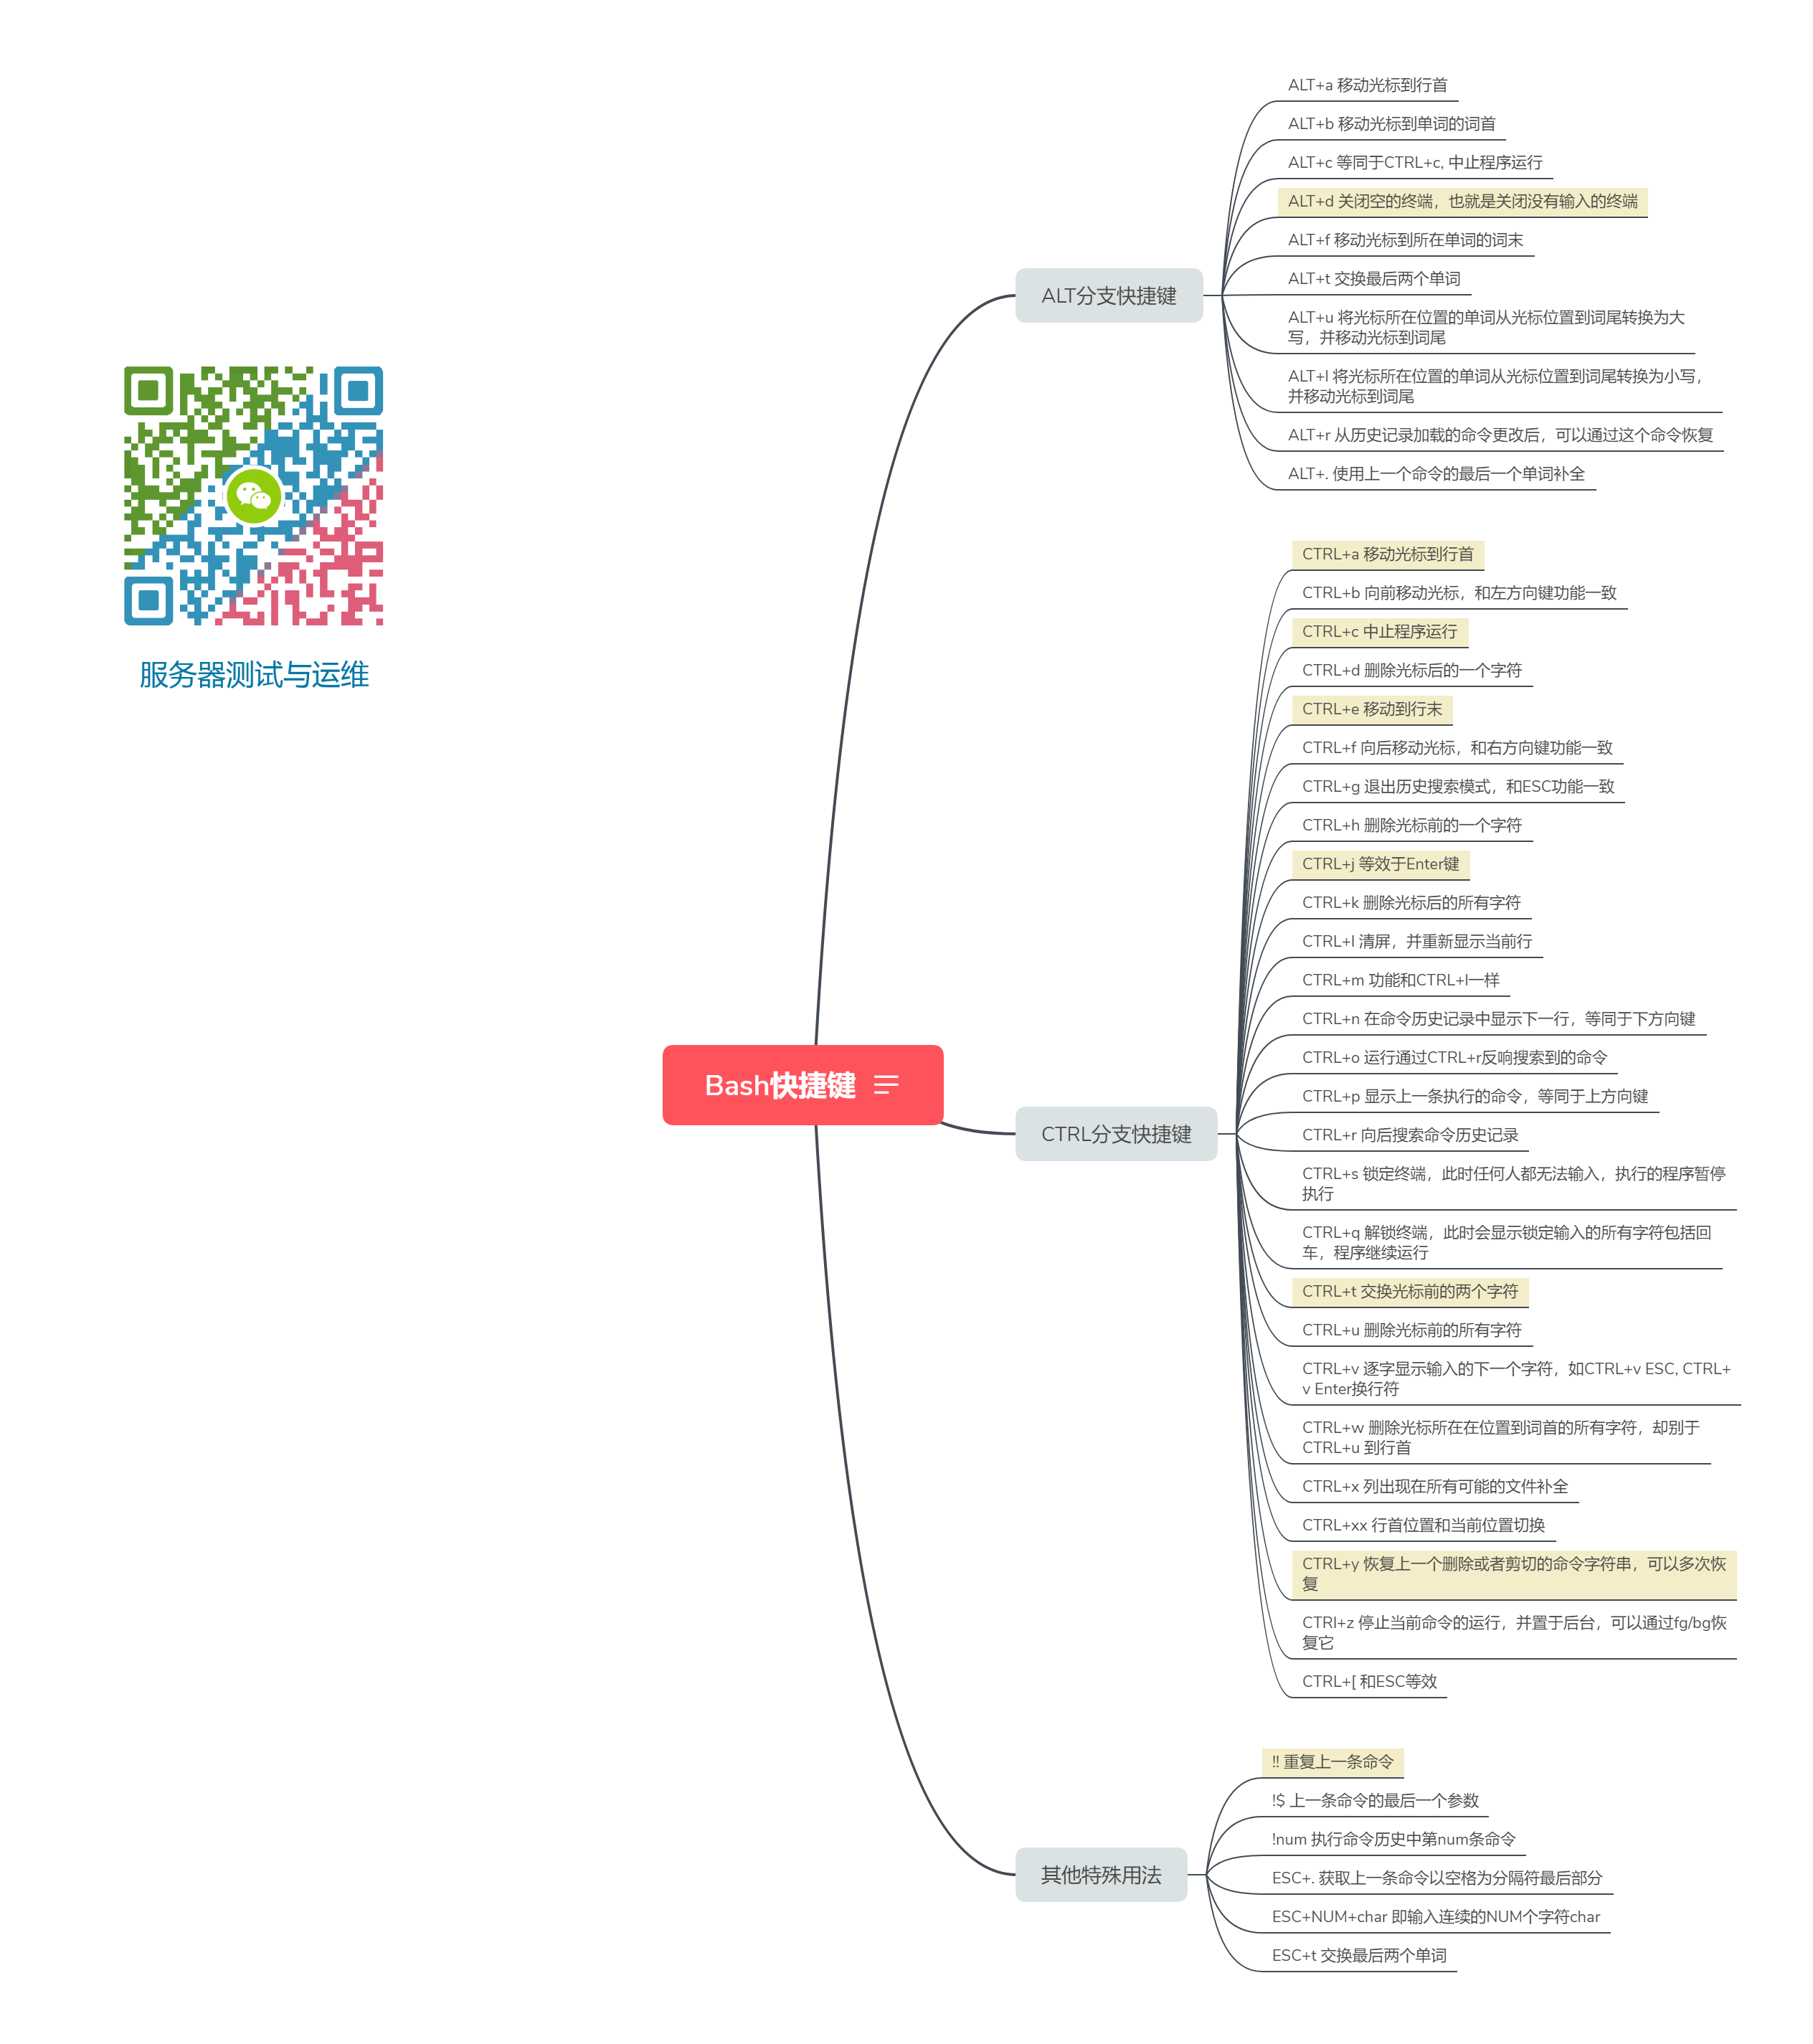 服务器测试与运维
Bash快捷键
ALT分支快捷键
ALT+a 移动光标到行首
ALT+b 移动光标到单词的词首
ALT+c 等同于CTRL+c, 中止程序运行
ALT+d 关闭空的终端，也就是关闭没有输入的终端
ALT+f 移动光标到所在单词的词末
ALT+t 交换最后两个单词
ALT+u 将光标所在位置的单词从光标位置到词尾转换为大
写，并移动光标到词尾
ALT+l 将光标所在位置的单词从光标位置到词尾转换为小写，
并移动光标到词尾
ALT+r 从历史记录加载的命令更改后，可以通过这个命令恢复
ALT+. 使用上一个命令的最后一个单词补全
CTRL分支快捷键
CTRL+a 移动光标到行首
CTRL+b 向前移动光标，和左方向键功能一致
CTRL+c 中止程序运行
CTRL+d 删除光标后的一个字符
CTRL+e 移动到行末
CTRL+f 向后移动光标，和右方向键功能一致
CTRL+g 退出历史搜索模式，和ESC功能一致
CTRL+h 删除光标前的一个字符
CTRL+j 等效于Enter键
CTRL+k 删除光标后的所有字符
CTRL+l 清屏，并重新显示当前行
CTRL+m 功能和CTRL+l一样
CTRL+n 在命令历史记录中显示下一行，等同于下方向键
CTRL+o 运行通过CTRL+r反响搜索到的命令
CTRL+p 显示上一条执行的命令，等同于上方向键
CTRL+r 向后搜索命令历史记录
CTRL+s 锁定终端，此时任何人都无法输入，执行的程序暂停
执行
CTRL+q 解锁终端，此时会显示锁定输入的所有字符包括回
车，程序继续运行
CTRL+t 交换光标前的两个字符
CTRL+u 删除光标前的所有字符
CTRL+v 逐字显示输入的下一个字符，如CTRL+v ESC, CTRL+
v Enter换行符
CTRL+w 删除光标所在在位置到词首的所有字符，却别于
CTRL+u 到行首
CTRL+x 列出现在所有可能的文件补全
CTRL+xx 行首位置和当前位置切换
CTRL+y 恢复上一个删除或者剪切的命令字符串，可以多次恢
复
CTRl+z 停止当前命令的运行，并置于后台，可以通过fg/bg恢
复它
CTRL+[ 和ESC等效
其他特殊用法
!! 重复上一条命令
!$ 上一条命令的最后一个参数
!num 执行命令历史中第num条命令
ESC+. 获取上一条命令以空格为分隔符最后部分
ESC+NUM+char 即输入连续的NUM个字符char
ESC+t 交换最后两个单词